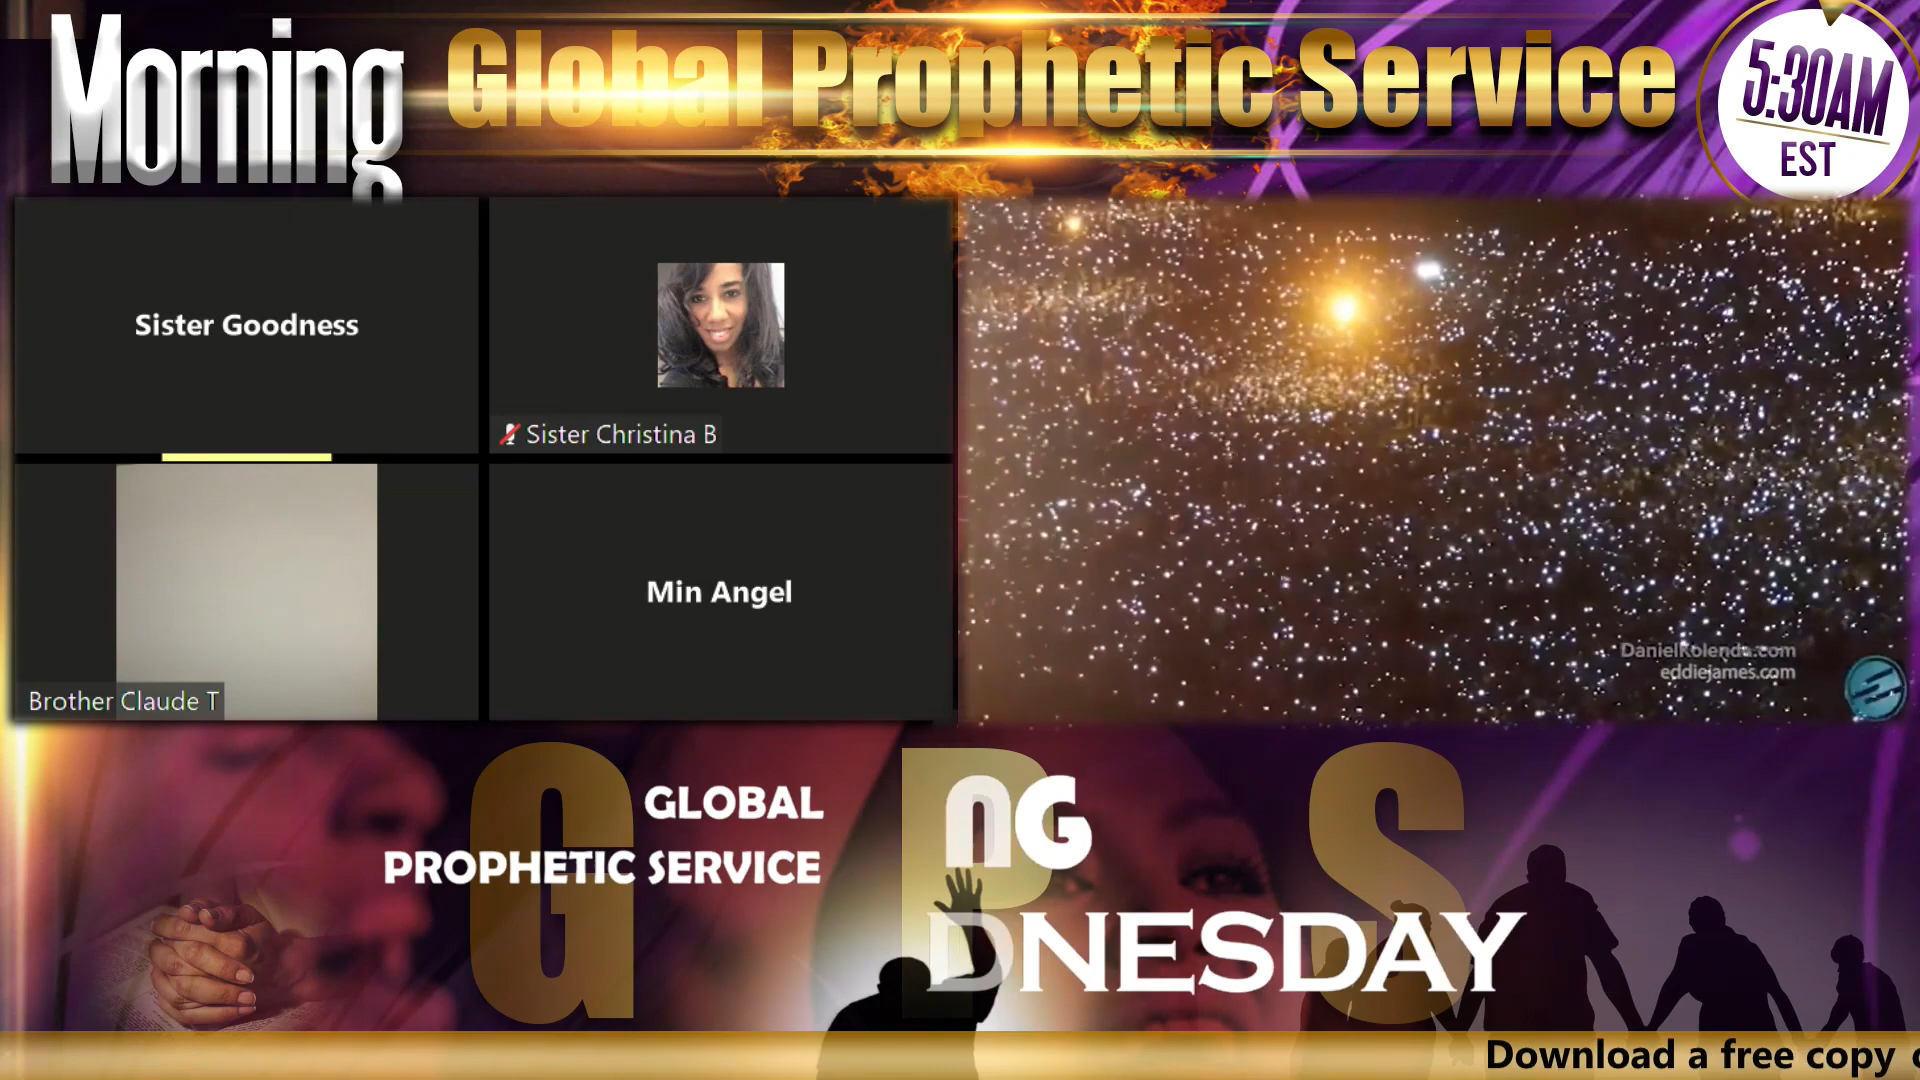 Morning
Global Prophetic Service
5:30AM
EST
Sister Goodness
Sister Christina B
Brother Claude T
Min Angel
DanielKolenda.com
eddiejames.com
G P S
GLOBAL
PROPHETIC SERVICE
NG
DNESDAY
Download a free copy